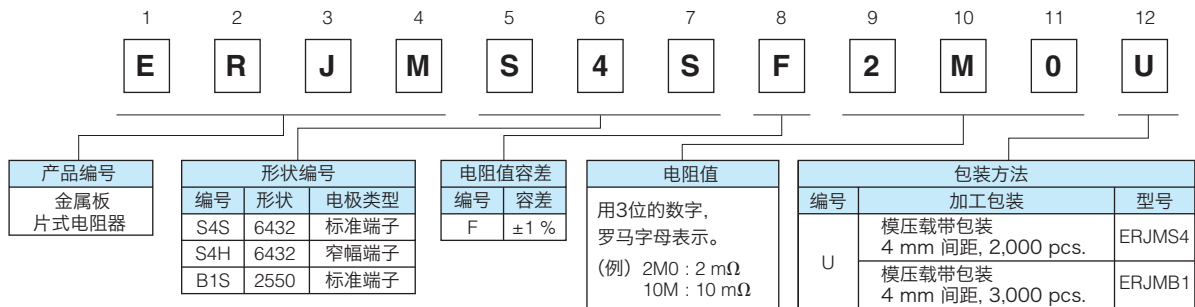 1 2 3 4 5 6 7 8 9 10 11 12
E R J M S 4 S F 2 M 0 U
产品编号
金属板
片式电阻器
形状编号
编号 形状 电极类型
S4S 6432 标准端子
S4H 6432 窄幅端子
B1S 2550 标准端子
电阻值容差
编号 容差
F ±1 %
电阻值
用3位的数字，
罗马字母表示。
(例) 2M0 : 2 mΩ
10M : 10 mΩ
包装方法
编号 加工包装 型号
U
模压载带包装
4 mm 间距, 2,000 pcs.
ERJMS4
模压载带包装
4 mm 间距, 3,000 pcs.
ERJMB1